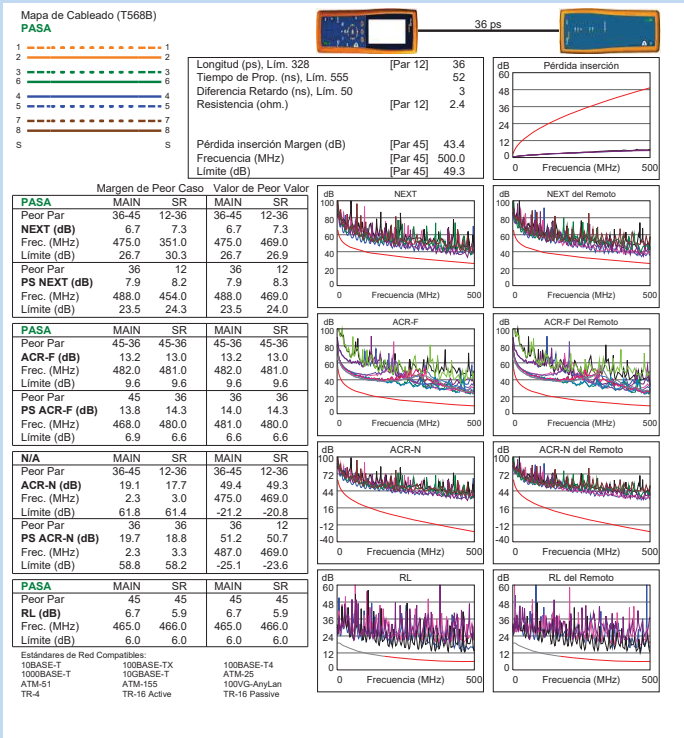 Mapa de Cableado (T568B)
PASA
36 ps
1 1
2 2
3 3
6 6
4 4
5 5
7 7
8 8
S S
Longitud (ps), Lím. 328 [Par 12] 36
Tiempo de Prop. (ns), Lím. 555 52
Diferencia Retardo (ns), Lím. 50 3
Resistencia (ohm.) [Par 12] 2.4
Pérdida inserción Margen (dB) [Par 45] 43.4
Frecuencia (MHz) [Par 45] 500.0
Límite (dB) [Par 45] 49.3
dB Pérdida inserción
60
48
36
24
12
0
0 Frecuencia (MHz) 500
Margen de Peor Caso Valor de Peor Valor
PASA MAIN SR MAIN SR
Peor Par 36-45 12-36 36-45 12-36
NEXT (dB) 6.7 7.3 6.7 7.3
Frec. (MHz) 475.0 351.0 475.0 469.0
Límite (dB) 26.7 30.3 26.7 26.9
Peor Par 36 12 36 12
PS NEXT (dB) 7.9 8.2 7.9 8.3
Frec. (MHz) 488.0 454.0 488.0 469.0
Límite (dB) 23.5 24.3 23.5 24.0
dB NEXT
100
80
60
40
20
0
0 Frecuencia (MHz) 500
dB NEXT del Remoto
100
80
60
40
20
0
0 Frecuencia (MHz) 500
PASA MAIN SR MAIN SR
Peor Par 45-36 45-36 45-36 45-36
ACR-F (dB) 13.2 13.0 13.2 13.0
Frec. (MHz) 482.0 481.0 482.0 481.0
Límite (dB) 9.6 9.6 9.6 9.6
Peor Par 45 36 36 36
PS ACR-F (dB) 13.8 14.3 14.0 14.3
Frec. (MHz) 468.0 480.0 481.0 480.0
Límite (dB) 6.9 6.6 6.6 6.6
dB ACR-F
100
80
60
40
20
0
0 Frecuencia (MHz) 500
dB ACR-F Del Remoto
100
80
60
40
20
0
0 Frecuencia (MHz) 500
N/A MAIN SR MAIN SR
Peor Par 36-45 12-36 36-45 12-36
ACR-N (dB) 19.1 17.7 49.4 49.3
Frec. (MHz) 2.3 3.0 475.0 469.0
Límite (dB) 61.8 61.4 -21.2 -20.8
Peor Par 36 36 36 12
PS ACR-N (dB) 19.7 18.8 51.2 50.7
Frec. (MHz) 2.3 3.3 487.0 469.0
Límite (dB) 58.8 58.2 -25.1 -23.6
dB ACR-N
100
72
44
16
-12
-40
0 Frecuencia (MHz) 500
dB ACR-N del Remoto
100
72
44
16
-12
-40
0 Frecuencia (MHz) 500
PASA MAIN SR MAIN SR
Peor Par 45 45 45 45
RL (dB) 6.7 5.9 6.7 5.9
Frec. (MHz) 465.0 466.0 465.0 466.0
Límite (dB) 6.0 6.0 6.0 6.0
dB RL
60
48
36
24
12
0
0 Frecuencia (MHz) 500
dB RL del Remoto
60
48
36
24
12
0
0 Frecuencia (MHz) 500
Estándares de Red Compatibles:
10BASE-T 100BASE-TX 100BASE-T4
1000BASE-T 10GBASE-T ATM-25
ATM-51 ATM-155 100VG-AnyLan
TR-4 TR-16 Active TR-16 Passive